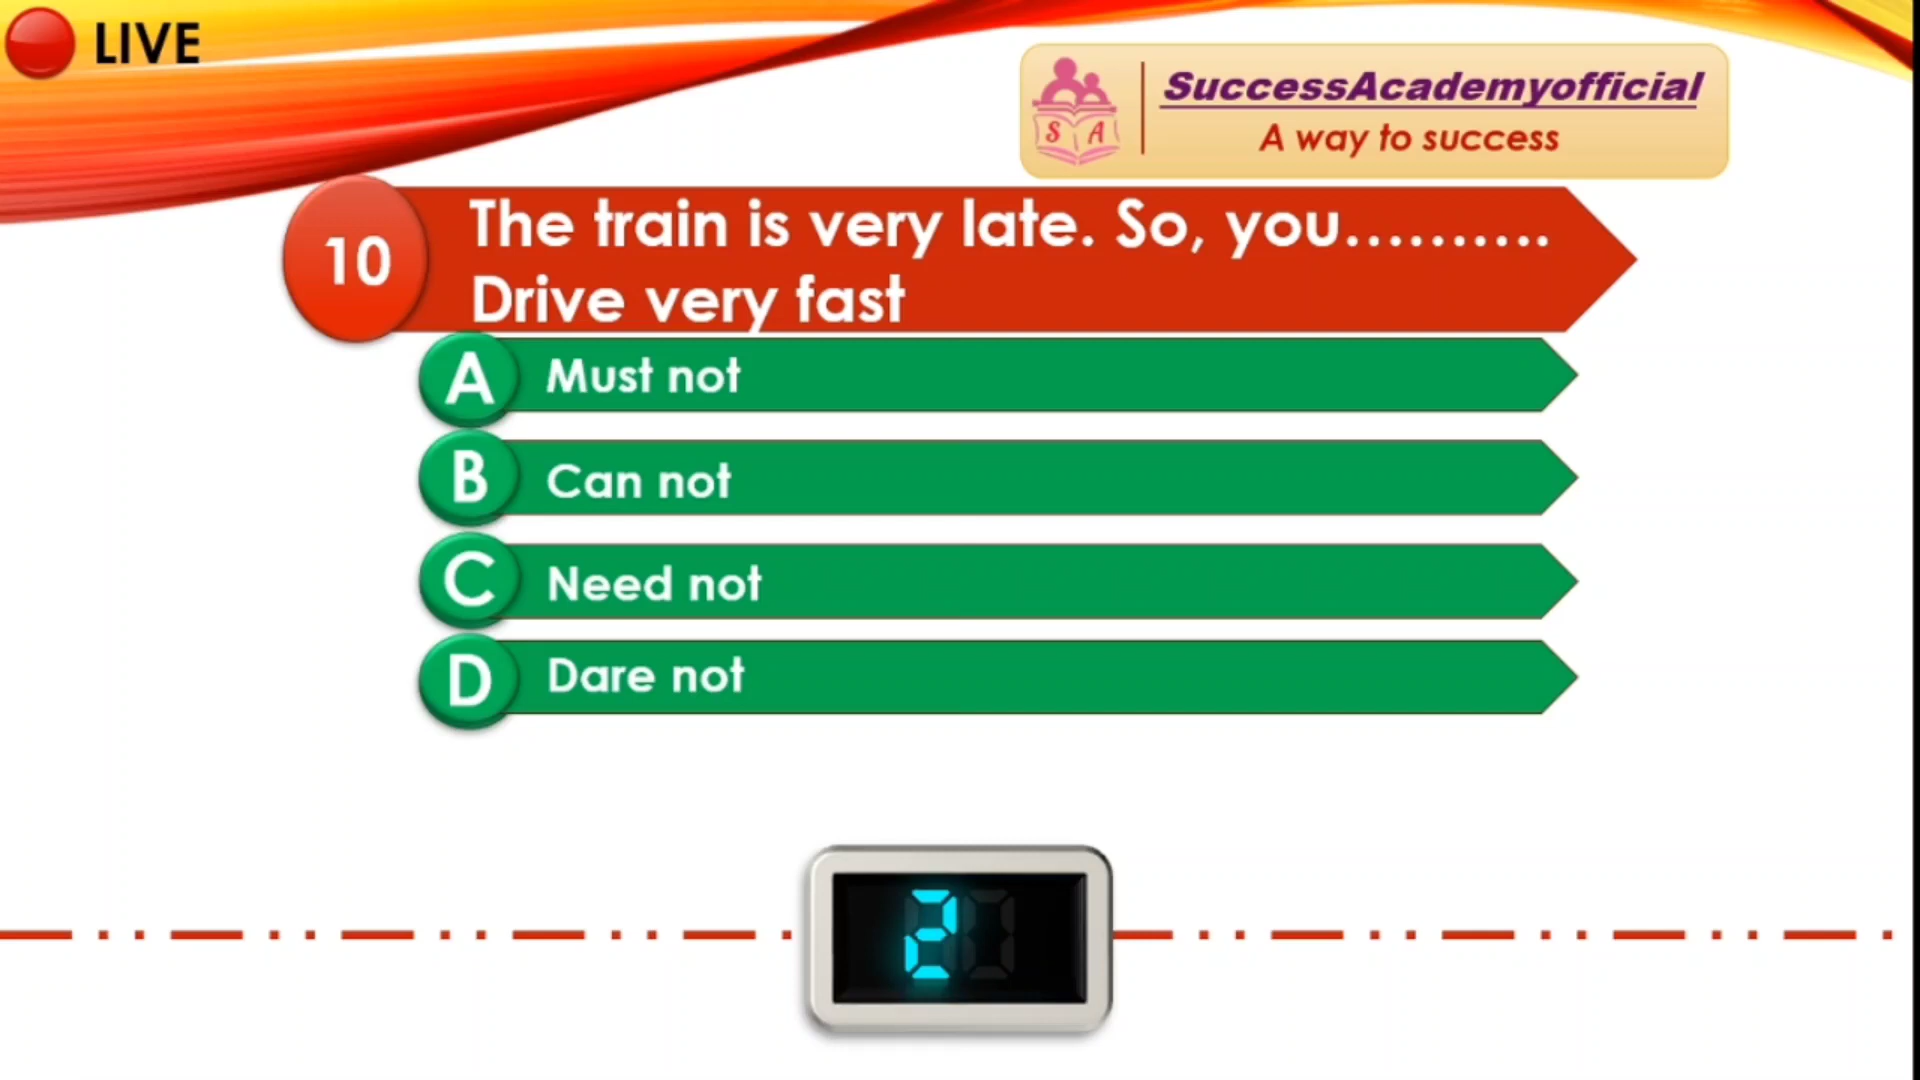 LIVE
SuccessAcademyofficial
S A
A way to success
10
The train is very late. So, you..........
Drive very fast
A Must not
B Can not
C Need not
D Dare not
2